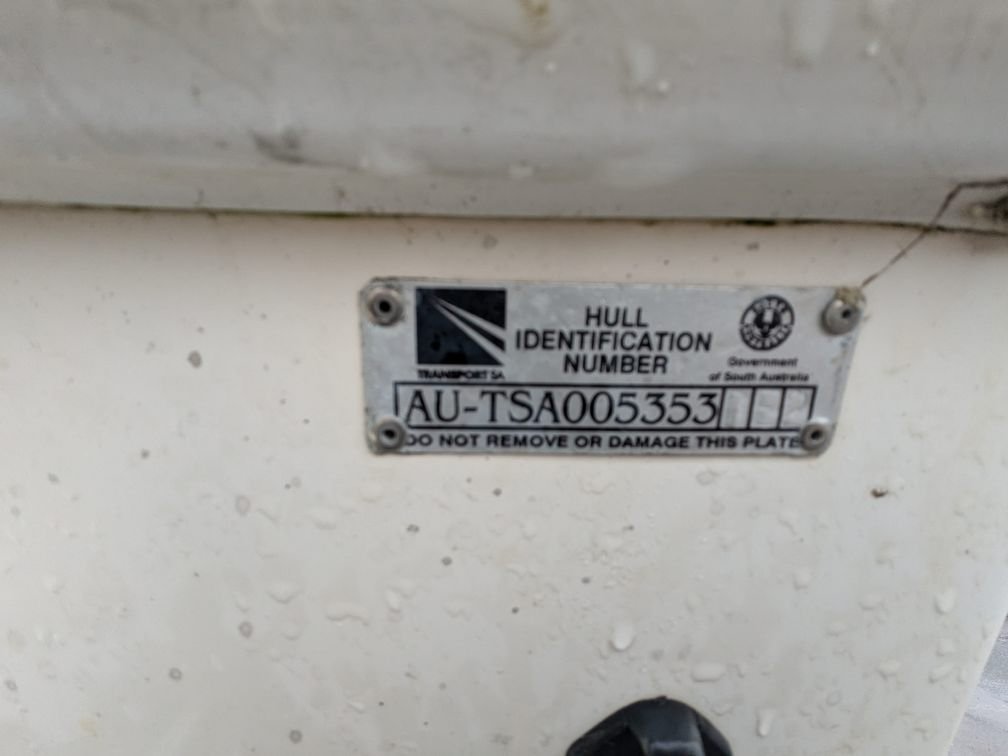 HULL
IDENTIFICATION
NUMBER
TRANSPORT SA
Government
of South Australia
AU-TSA005353
DO NOT REMOVE OR DAMAGE THIS PLATE